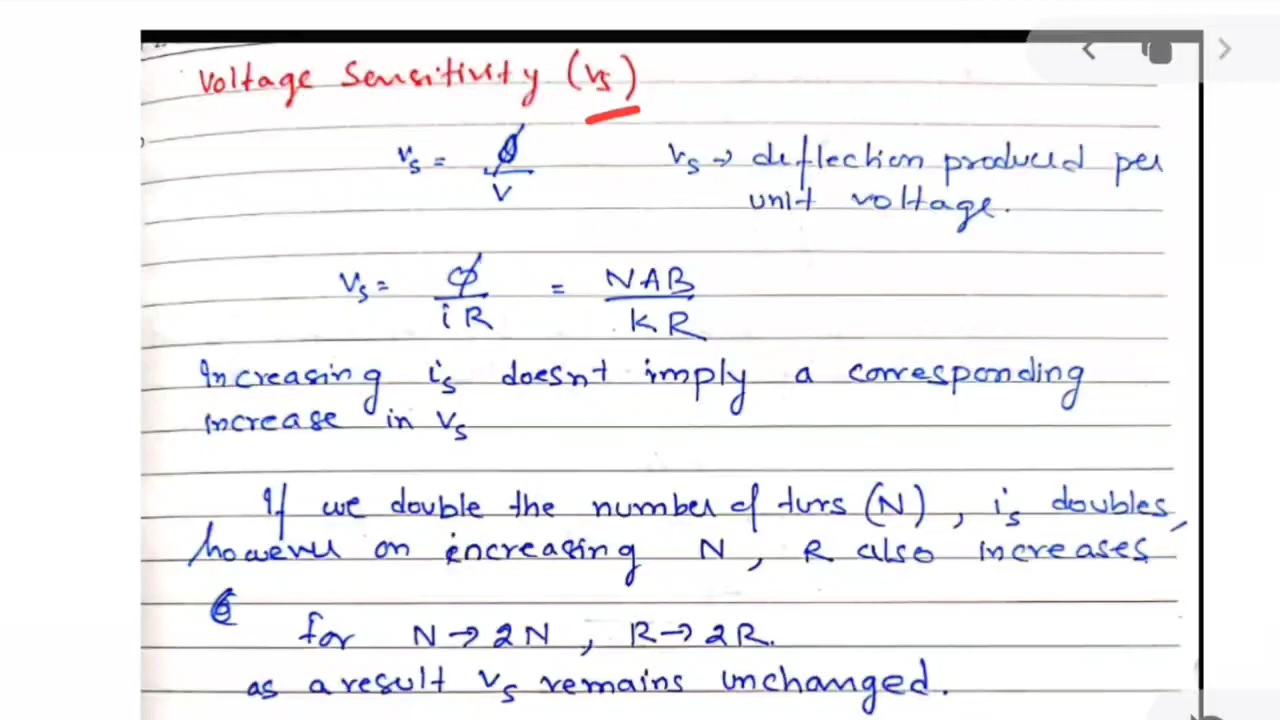 Voltage Sensitivity (Vs)
Vs = ϕ/V    Vs → deflection produced per
unit voltage.
Vs = ϕ/iR = NAB/KR
Increasing is doesnt imply a corresponding
increase in Vs
If we double the number of turs (N), is doubles,
however on increasing N, R also increases
for N→2N, R→2R.
as a result Vs remains unchanged.